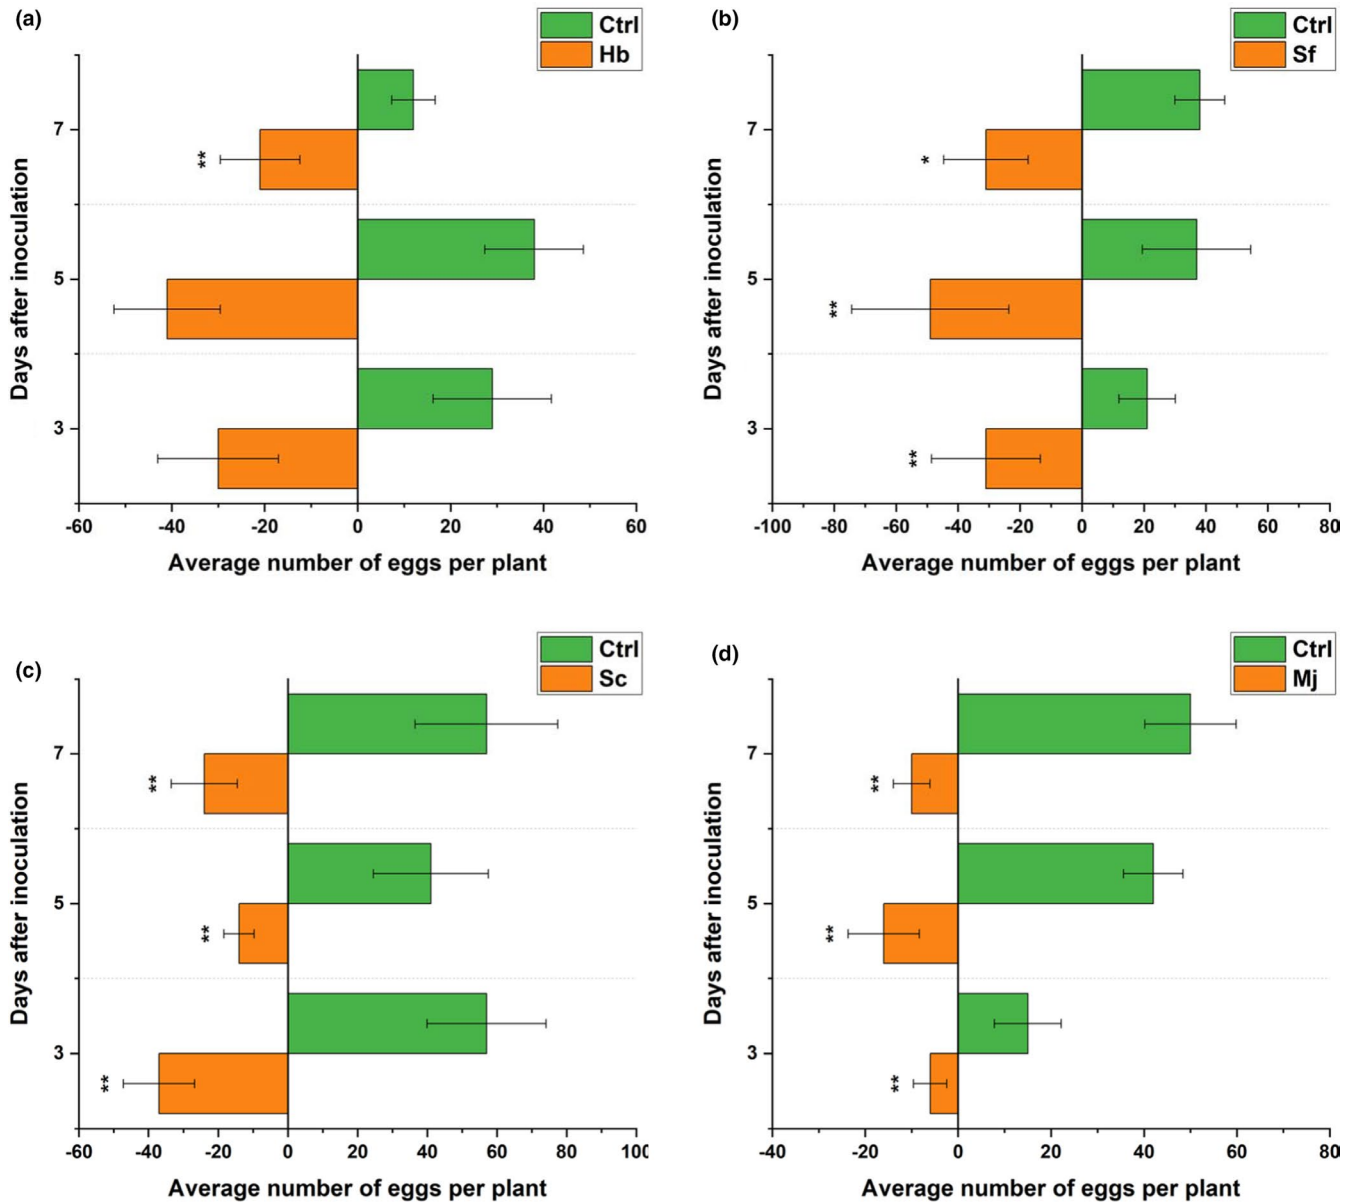 (a)
Ctrl
Hb
Days after inoculation
7
**
5
3
-60 -40 -20 0 20 40 60
Average number of eggs per plant
(b)
Ctrl
Sf
Days after inoculation
7
*
5
**
3
**
-100 -80 -60 -40 -20 0 20 40 60 80
Average number of eggs per plant
(c)
Ctrl
Sc
Days after inoculation
7
**
5
**
3
**
-60 -40 -20 0 20 40 60 80 100
Average number of eggs per plant
(d)
Ctrl
Mj
Days after inoculation
7
**
5
**
3
**
-40 -20 0 20 40 60 80
Average number of eggs per plant